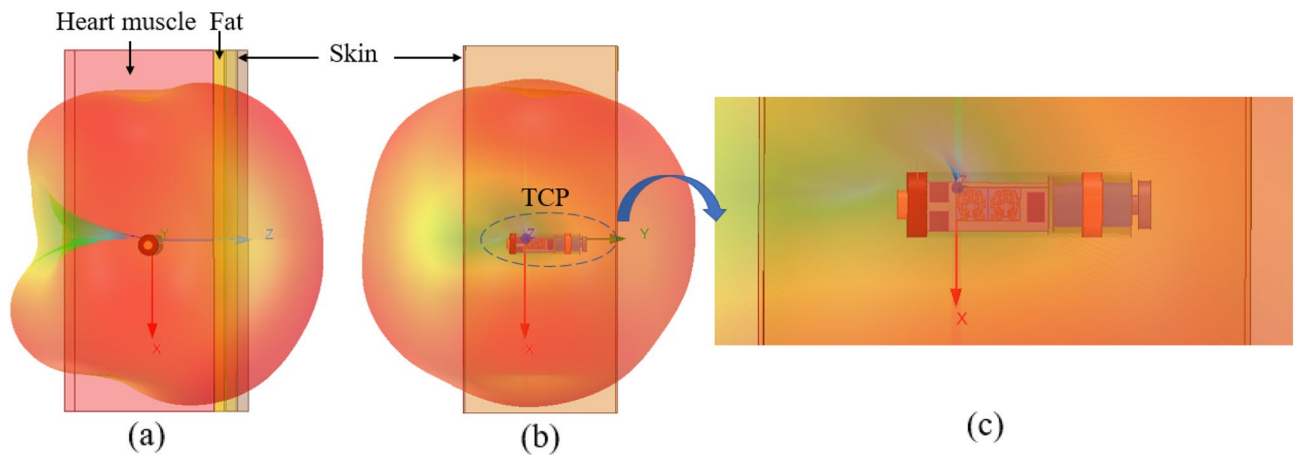 Heart muscle Fat
Skin
TCP
Y
Z
X
(a)
Z
Y
X
(b)
Z
X
(c)